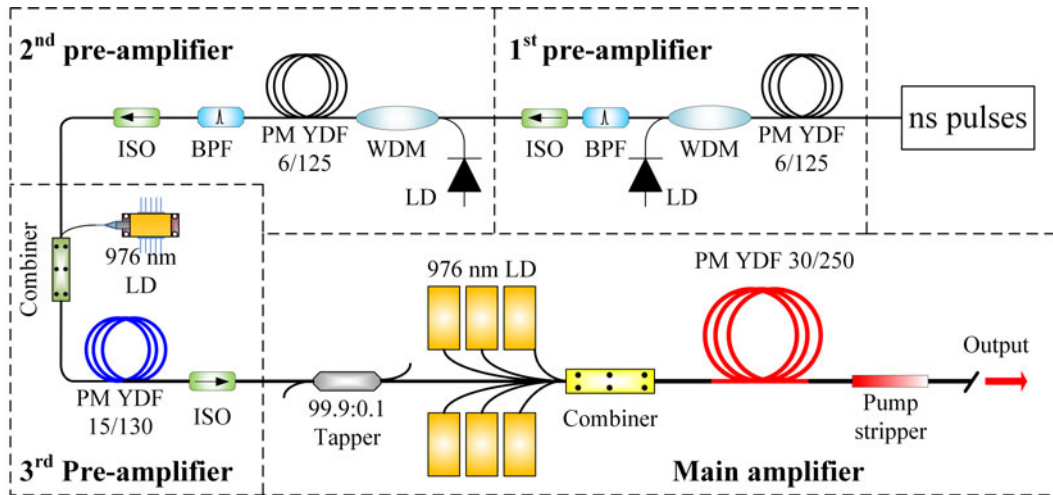 2nd pre-amplifier
1st pre-amplifier
ISO
BPF
PM YDF
6/125
WDM
LD
ISO
BPF
LD
WDM
PM YDF
6/125
ns pulses
Combiner
976 nm
LD
PM YDF
15/130
ISO
3rd Pre-amplifier
99.9:0.1
Tapper
976 nm LD
Combiner
PM YDF 30/250
Pump
stripper
Output
Main amplifier